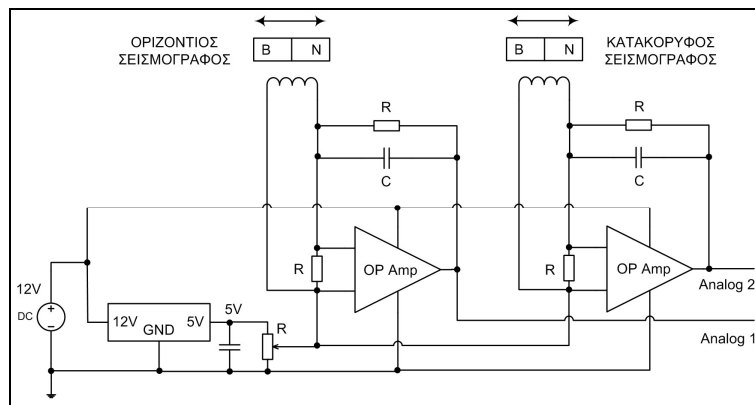 ΟΡΙΖΟΝΤΙΟΣ
ΣΕΙΣΜΟΓΡΑΦΟΣ
B N
B N
ΚΑΤΑΚΟΡΥΦΟΣ
ΣΕΙΣΜΟΓΡΑΦΟΣ
R
C
R
C
R
OP Amp
R
OP Amp
Analog 2
12V
DC
12V
GND
5V
5V
R
Analog 1